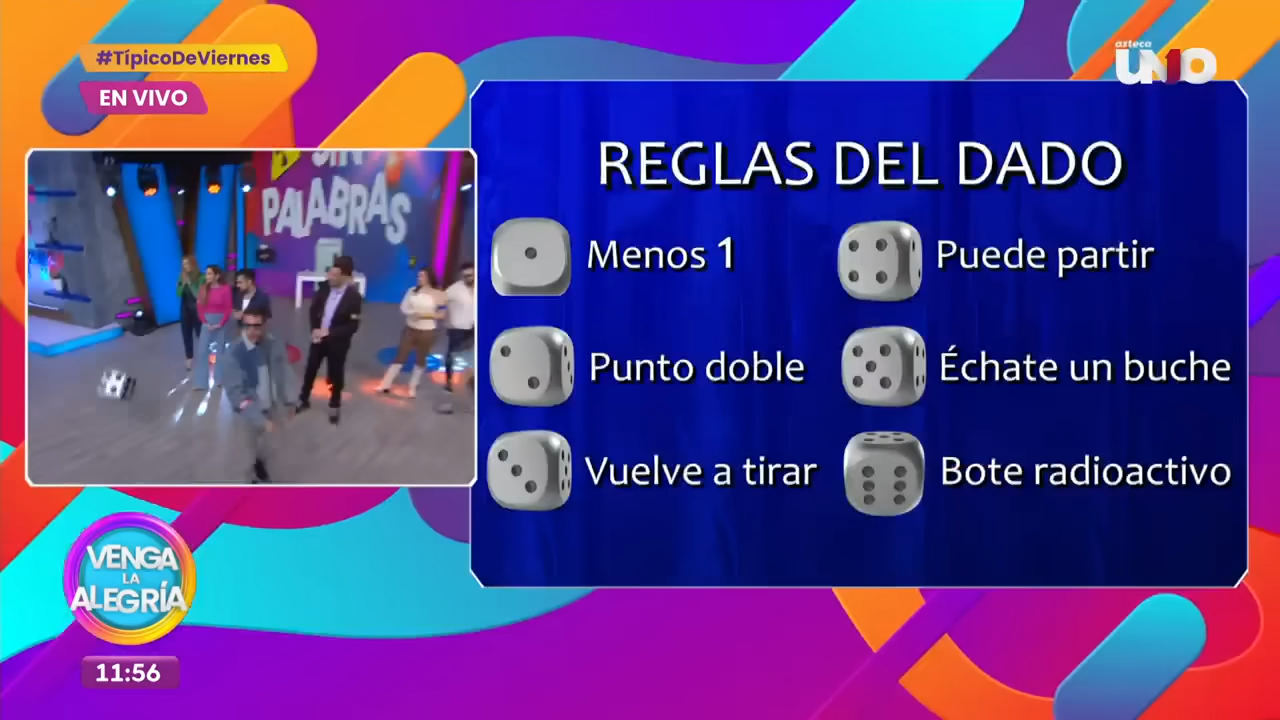 #TípicoDeViernes
EN VIVO
azteca
UNO
SIN
PALABRAS
REGLAS DEL DADO
Menos 1
Puede partir
Punto doble
Échate un buche
Vuelve a tirar
Bote radioactivo
VENGA
LA
ALEGRÍA
11:56